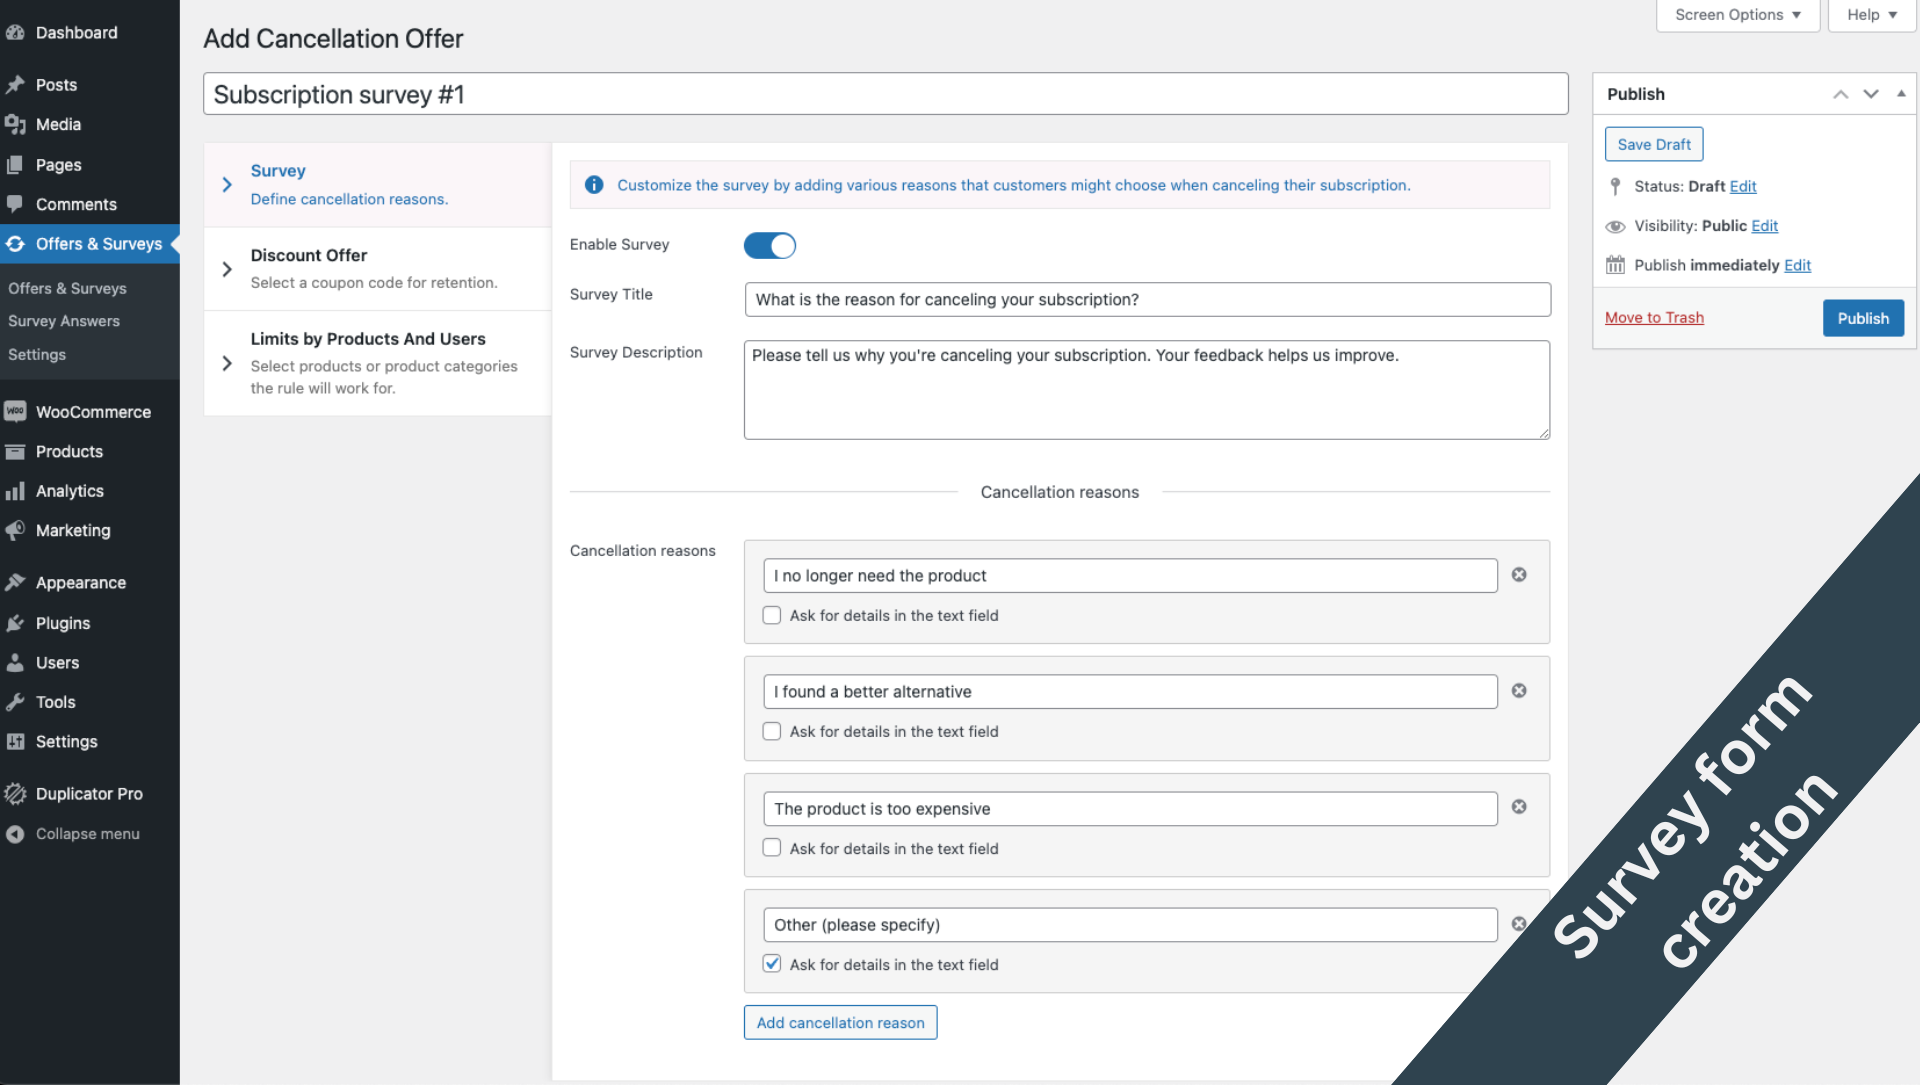 Dashboard
Posts
Media
Pages
Comments
Offers & Surveys
Offers & Surveys
Survey Answers
Settings
WOO WooCommerce
Products
Analytics
Marketing
Appearance
Plugins
Users
Tools
Settings
Duplicator Pro
Collapse menu
Screen Options
Help
Add Cancellation Offer
Subscription survey #1
Survey
Define cancellation reasons.
Discount Offer
Select a coupon code for retention.
Limits by Products And Users
Select products or product categories
the rule will work for.
Customize the survey by adding various reasons that customers might choose when canceling their subscription.
Enable Survey
Survey Title
What is the reason for canceling your subscription?
Survey Description
Please tell us why you're canceling your subscription. Your feedback helps us improve.
Cancellation reasons
Cancellation reasons
I no longer need the product
Ask for details in the text field
I found a better alternative
Ask for details in the text field
The product is too expensive
Ask for details in the text field
Other (please specify)
Ask for details in the text field
Add cancellation reason
Publish
Save Draft
Status: Draft Edit
Visibility: Public Edit
Publish immediately Edit
Move to Trash
Publish
Survey form
creation